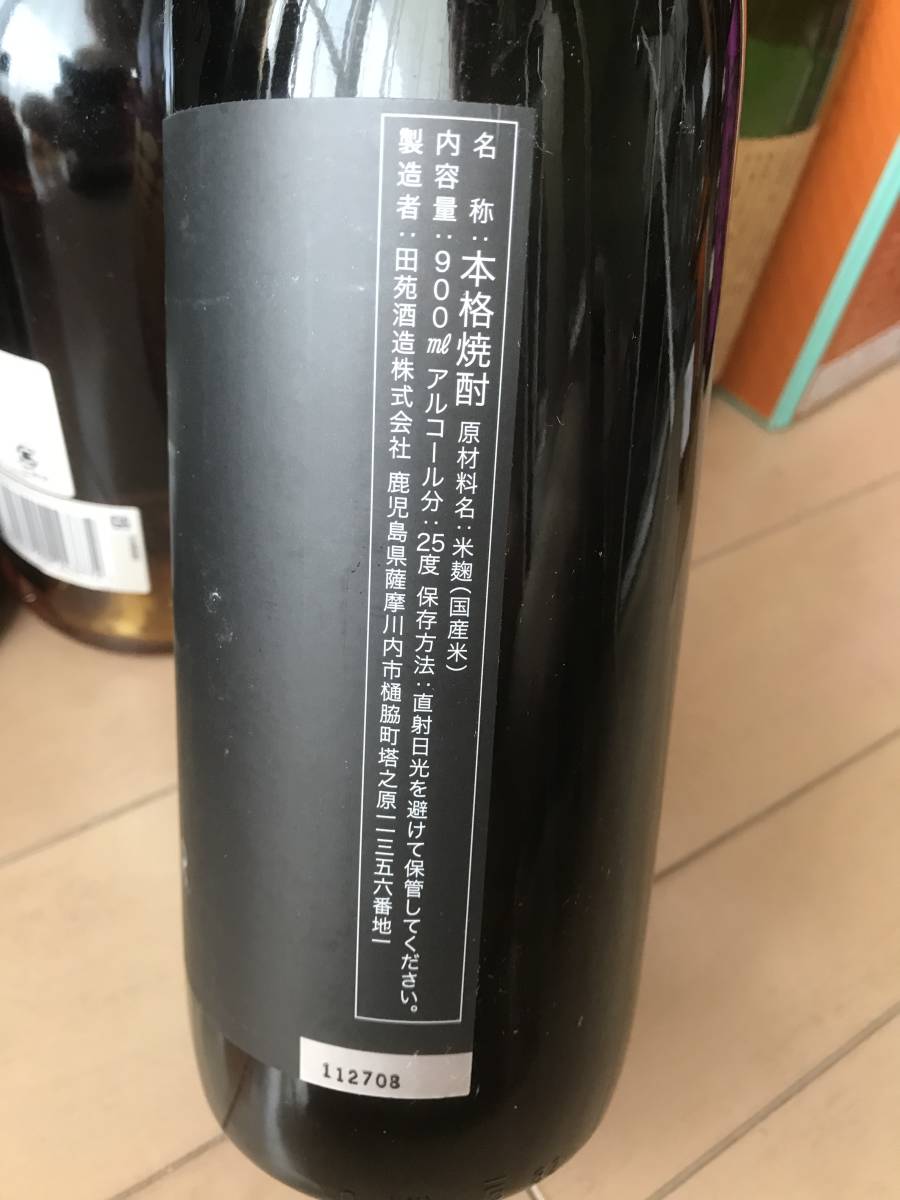 名称：本格焼酎 原材料名：米麹（国産米）
内容量：900㎖ アルコール分：25度 保存方法：直射日光を避けて保管してください。
製造者：田苑酒造株式会社 鹿児島県薩摩川内市樋脇町塔之原一一三五六番地一
112708